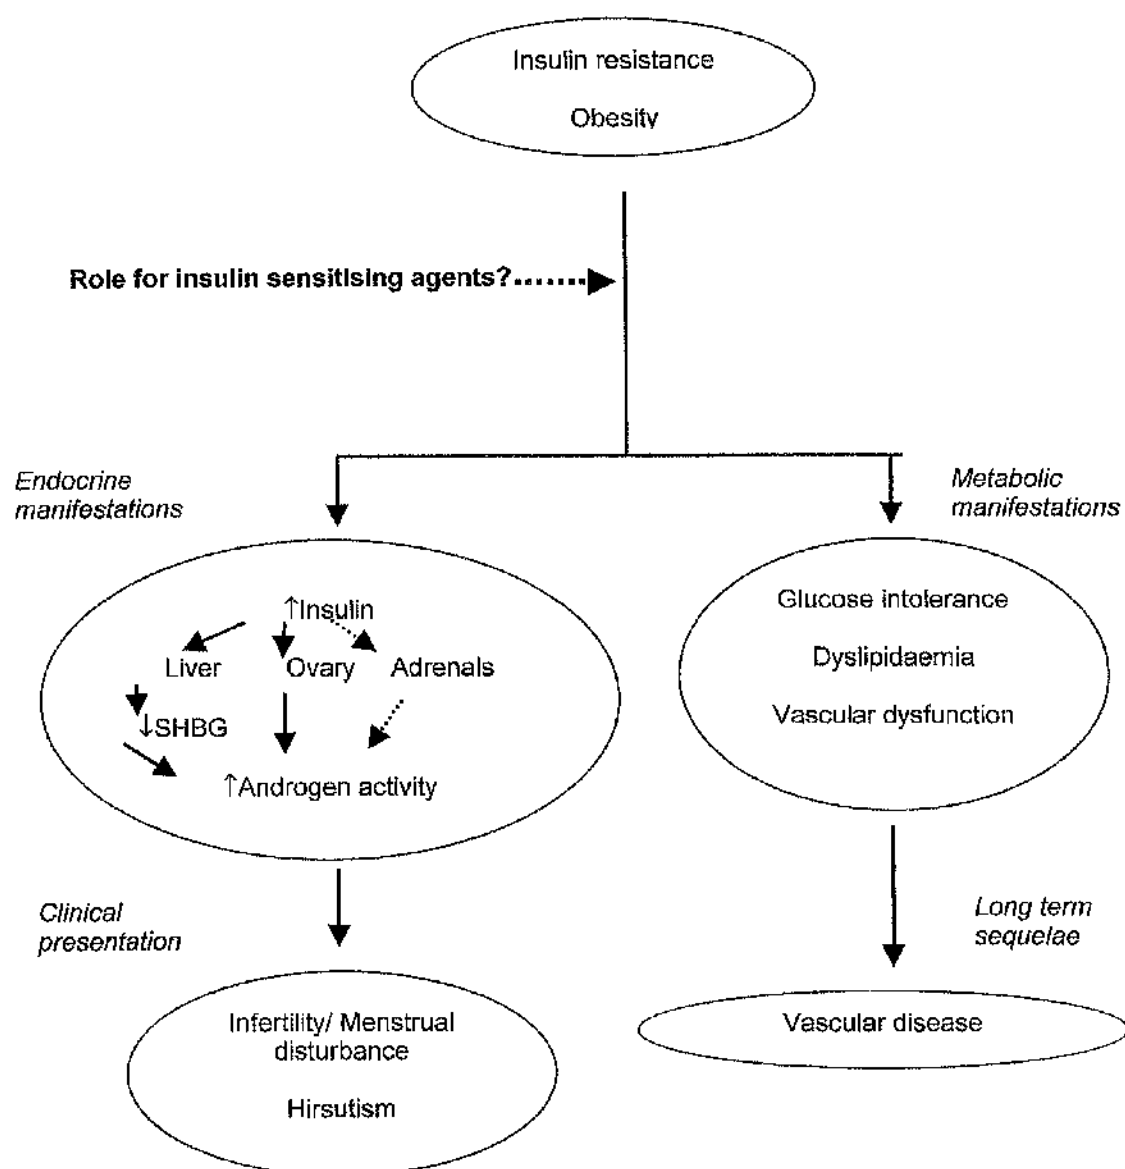 Insulin resistance
Obesity
Role for insulin sensitising agents?
Endocrine
manifestations
Metabolic
manifestations
↑Insulin
Liver Ovary Adrenals
↓SHBG
↑Androgen activity
Glucose intolerance
Dyslipidaemia
Vascular dysfunction
Clinical
presentation
Long term
sequelae
Infertility/ Menstrual
disturbance
Hirsutism
Vascular disease